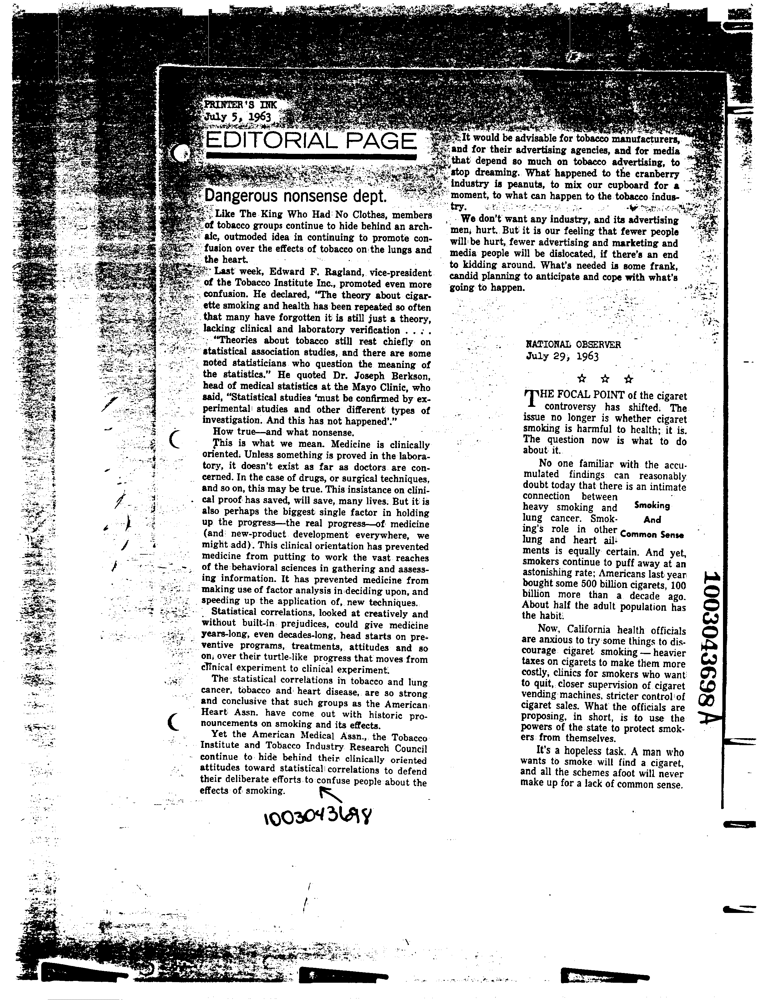 PRINTER'S INK
July 5, 1963
EDITORIAL PAGE
Dangerous nonsense dept.
Like The King Who Had No Clothes, members
of tobacco groups continue to hide behind an arch-
aic, outmoded idea in continuing to promote con-
fusion over the effects of tobacco on the lungs and
the heart.
Last week, Edward F. Ragland, vice-president
of the Tobacco Institute Inc., promoted even more
confusion. He declared, "The theory about cigar-
ette smoking and health has been repeated so often
that many have forgotten it is still just a theory,
lacking clinical and laboratory verification . . . .
"Theories about tobacco still rest chiefly on
statistical association studies, and there are some
noted statisticians who question the meaning of
the statistics." He quoted Dr. Joseph Berkson,
head of medical statistics at the Mayo Clinic, who
said, "Statistical studies 'must be confirmed by ex-
perimental studies and other different types of
investigation. And this has not happened'."
How true—and what nonsense.
This is what we mean. Medicine is clinically
oriented. Unless something is proved in the labora-
tory, it doesn't exist as far as doctors are con-
cerned. In the case of drugs, or surgical techniques,
and so on, this may be true. This insistance on clini-
cal proof has saved, will save, many lives. But it is
also perhaps the biggest single factor in holding
up the progress—the real progress—of medicine
(and new-product development everywhere, we
might add). This clinical orientation has prevented
medicine from putting to work the vast reaches
of the behavioral sciences in gathering and assess-
ing information. It has prevented medicine from
making use of factor analysis in deciding upon, and
speeding up the application of, new techniques.
Statistical correlations, looked at creatively and
without built-in prejudices, could give medicine
years-long, even decades-long, head starts on pre-
ventive programs, treatments, attitudes and so
on, over their turtle-like progress that moves from
clinical experiment to clinical experiment.
The statistical correlations in tobacco and lung
cancer, tobacco and heart disease, are so strong
and conclusive that such groups as the American
Heart Assn. have come out with historic pro-
nouncements on smoking and its effects.
Yet the American Medical Assn., the Tobacco
Institute and Tobacco Industry Research Council
continue to hide behind their clinically oriented
attitudes toward statistical correlations to defend
their deliberate efforts to confuse people about the
effects of smoking.
1003043698
It would be advisable for tobacco manufacturers,
and for their advertising agencies, and for media
that depend so much on tobacco advertising, to
stop dreaming. What happened to the cranberry
industry is peanuts, to mix our cupboard for a
moment, to what can happen to the tobacco indus-
try.
We don't want any industry, and its advertising
men, hurt. But it is our feeling that fewer people
will be hurt, fewer advertising and marketing and
media people will be dislocated, if there's an end
to kidding around. What's needed is some frank,
candid planning to anticipate and cope with what's
going to happen.
NATIONAL OBSERVER
July 29, 1963
☆ ☆ ☆
THE FOCAL POINT of the cigaret
controversy has shifted. The
issue no longer is whether cigaret
smoking is harmful to health; it is.
The question now is what to do
about it.
No one familiar with the accu-
mulated findings can reasonably
doubt today that there is an intimate
connection between
heavy smoking and
lung cancer. Smok-
ing's role in other
lung and heart ail-
Smoking
And
Common Sense
ments is equally certain. And yet,
smokers continue to puff away at an
astonishing rate; Americans last year
bought some 500 billion cigarets, 100
billion more than a decade ago.
About half the adult population has
the habit.
Now, California health officials
are anxious to try some things to dis-
courage cigaret smoking — heavier
taxes on cigarets to make them more
costly, clinics for smokers who want
to quit, closer supervision of cigaret
vending machines, stricter control of
cigaret sales. What the officials are
proposing, in short, is to use the
powers of the state to protect smok-
ers from themselves.
It's a hopeless task. A man who
wants to smoke will find a cigaret,
and all the schemes afoot will never
make up for a lack of common sense.
1003043698A